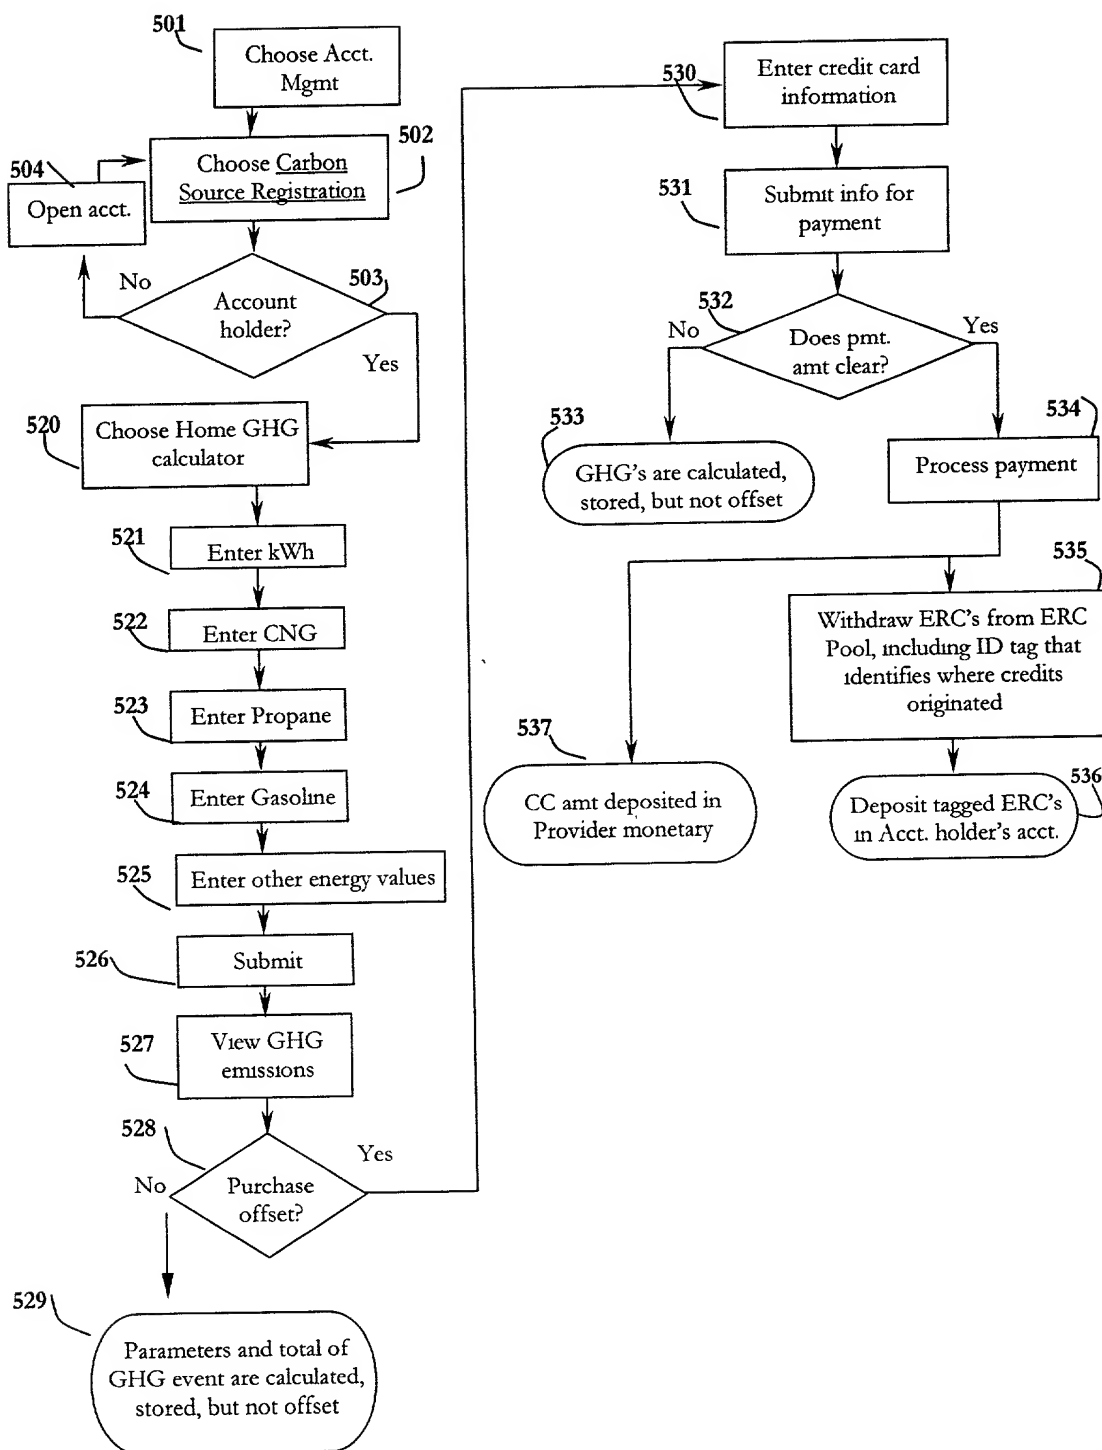 501
Choose Acct.
Mgmt
502
Choose Carbon
Source Registration
504
Open acct.
No
503
Account
holder?
Yes
520
Choose Home GHG
calculator
521
Enter kWh
522
Enter CNG
523
Enter Propane
524
Enter Gasoline
525
Enter other energy values
526
Submit
527
View GHG
emissions
528
Yes
No
Purchase
offset?
529
Parameters and total of
GHG event are calculated,
stored, but not offset
530
Enter credit card
information
531
Submit info for
payment
532
No
Yes
Does pmt.
amt clear?
533
GHG's are calculated,
stored, but not offset
534
Process payment
535
Withdraw ERC's from ERC
Pool, including ID tag that
identifies where credits
originated
537
CC amt deposited in
Provider monetary
536
Deposit tagged ERC's
in Acct. holder's acct.